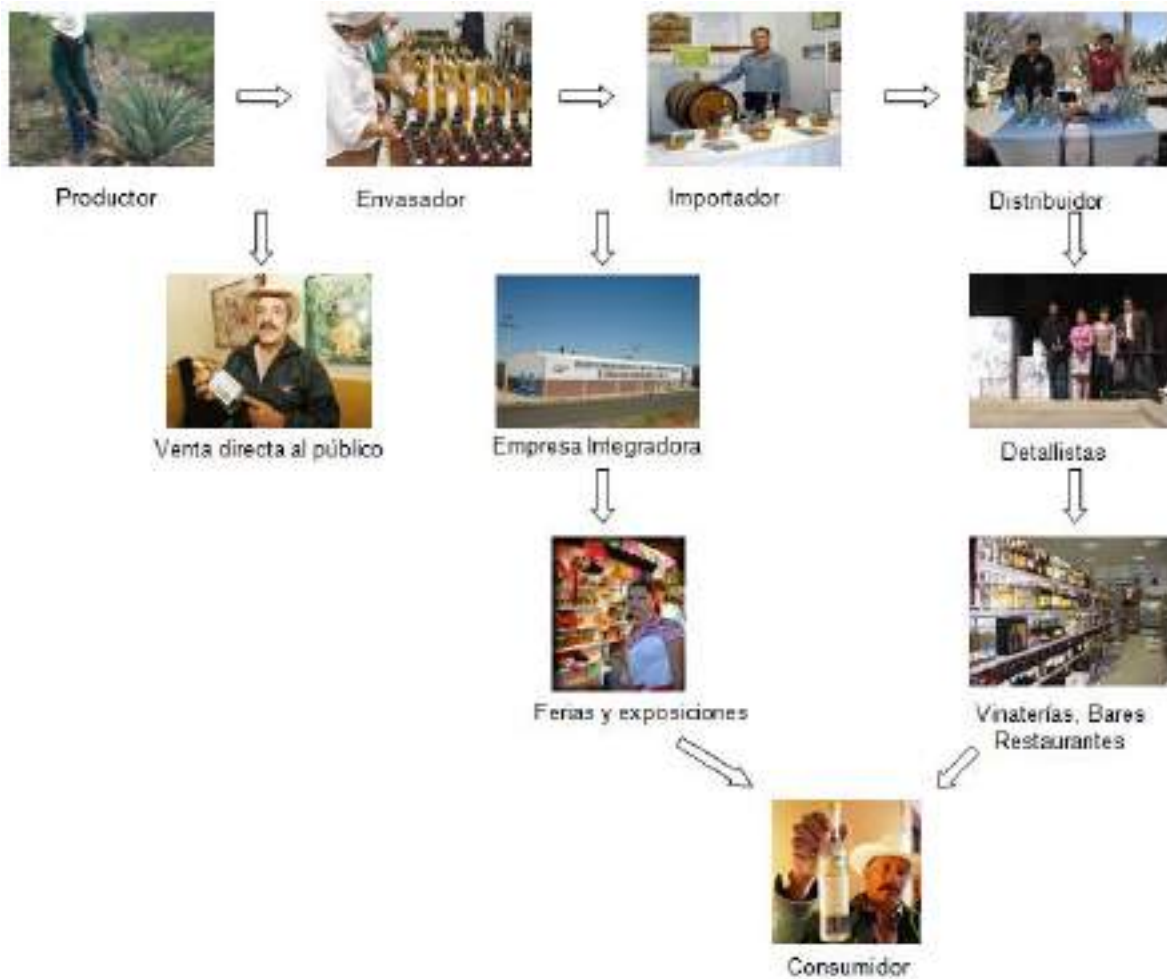 Productor
Envasador
Importador
Distribuidor
Venta directa al público
Empresa Integradora
Detallistas
Ferias y exposiciones
Vinaterías, Bares
Restaurantes
Consumidor